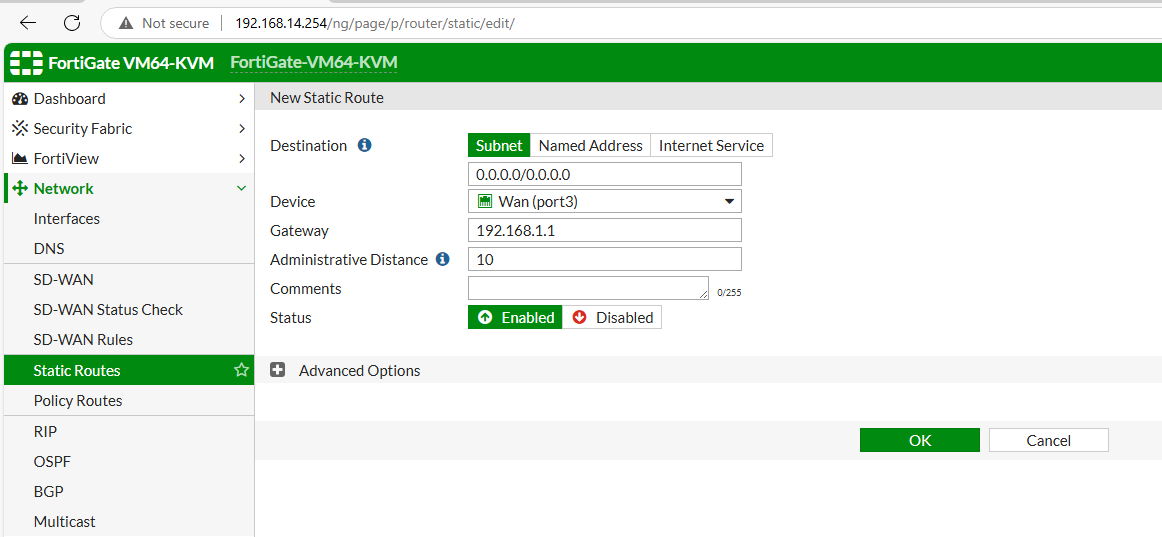 Not secure 192.168.14.254/ng/page/p/router/static/edit/
FortiGate VM64-KVM FortiGate-VM64-KVM
Dashboard
Security Fabric
FortiView
Network
Interfaces
DNS
SD-WAN
SD-WAN Status Check
SD-WAN Rules
Static Routes
Policy Routes
RIP
OSPF
BGP
Multicast
New Static Route
Destination Subnet Named Address Internet Service
0.0.0.0/0.0.0.0
Device Wan (port3)
Gateway 192.168.1.1
Administrative Distance 10
Comments 0/255
Status Enabled Disabled
Advanced Options
OK Cancel